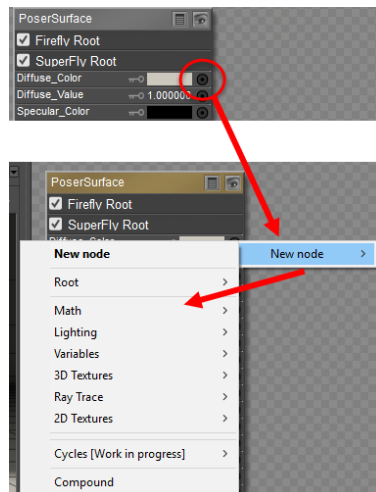 PoserSurface
Firefly Root
SuperFly Root
Diffuse_Color
Diffuse_Value 1.000000
Specular_Color
PoserSurface
Firefly Root
SuperFly Root
New node
New node
Root
Math
Lighting
Variables
3D Textures
Ray Trace
2D Textures
Cycles [Work in progress]
Compound